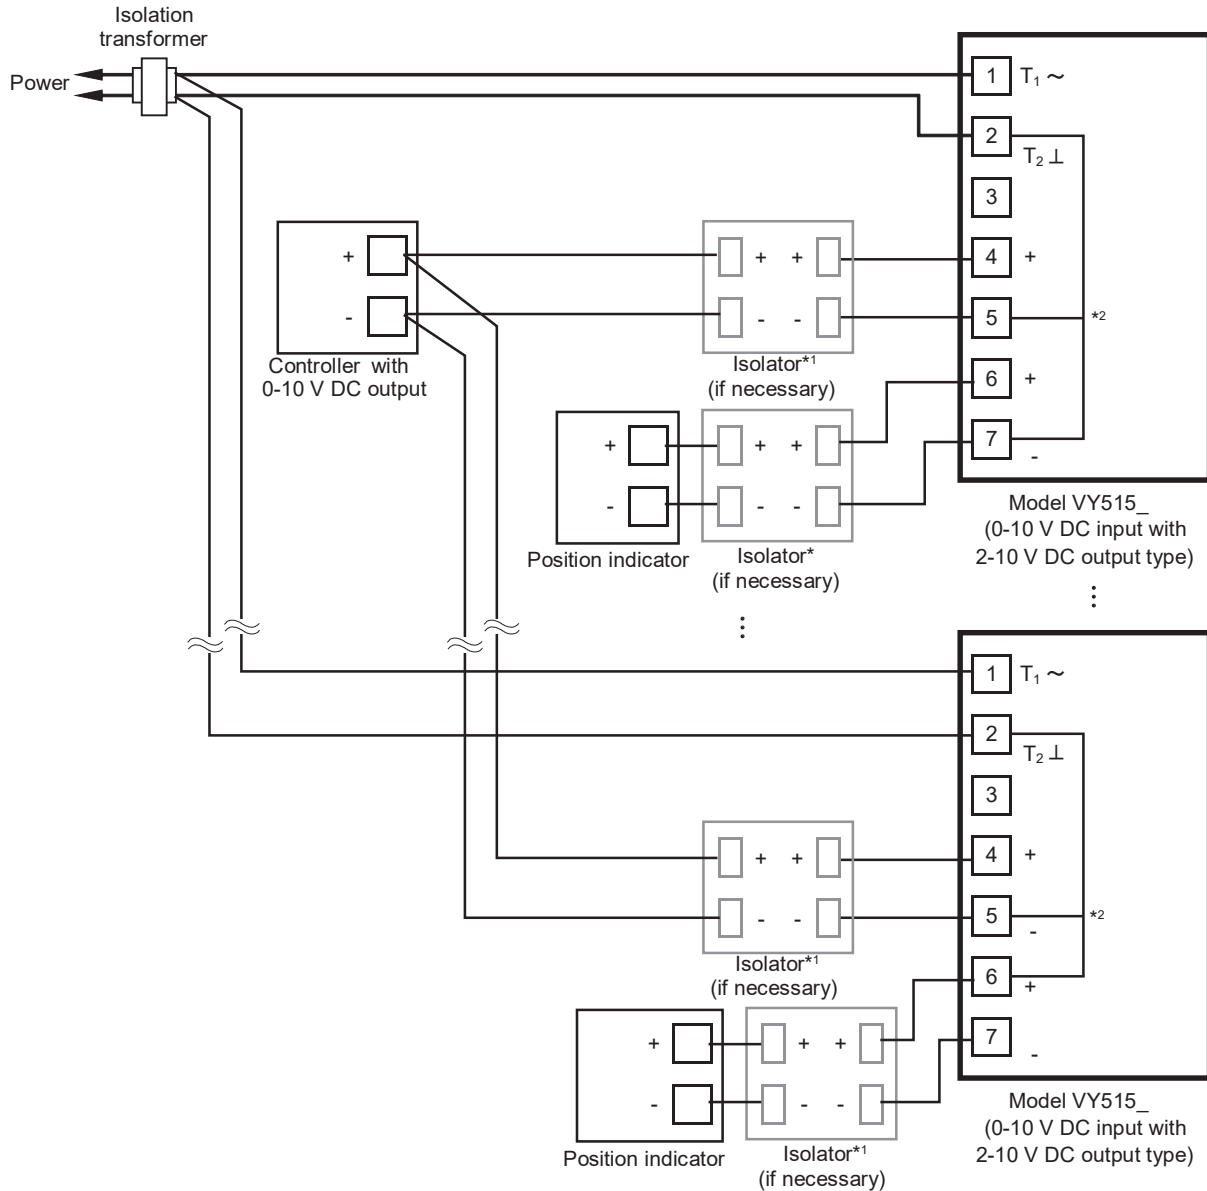 Isolation
transformer
Power
1 T₁ ~
2
T₂ ⊥
3
+ + + 4 +
- - - 5 *2
Controller with
0-10 V DC output
Isolator*1
(if necessary)
6 +
+ + + 7 -
- - -
Position indicator
Isolator*
(if necessary)
Model VY515_
(0-10 V DC input with
2-10 V DC output type)
1 T₁ ~
2
T₂ ⊥
3
+ + 4 +
- - 5 - *2
Isolator*1
(if necessary)
6 +
+ + + 7 -
- - -
Position indicator
Isolator*1
(if necessary)
Model VY515_
(0-10 V DC input with
2-10 V DC output type)